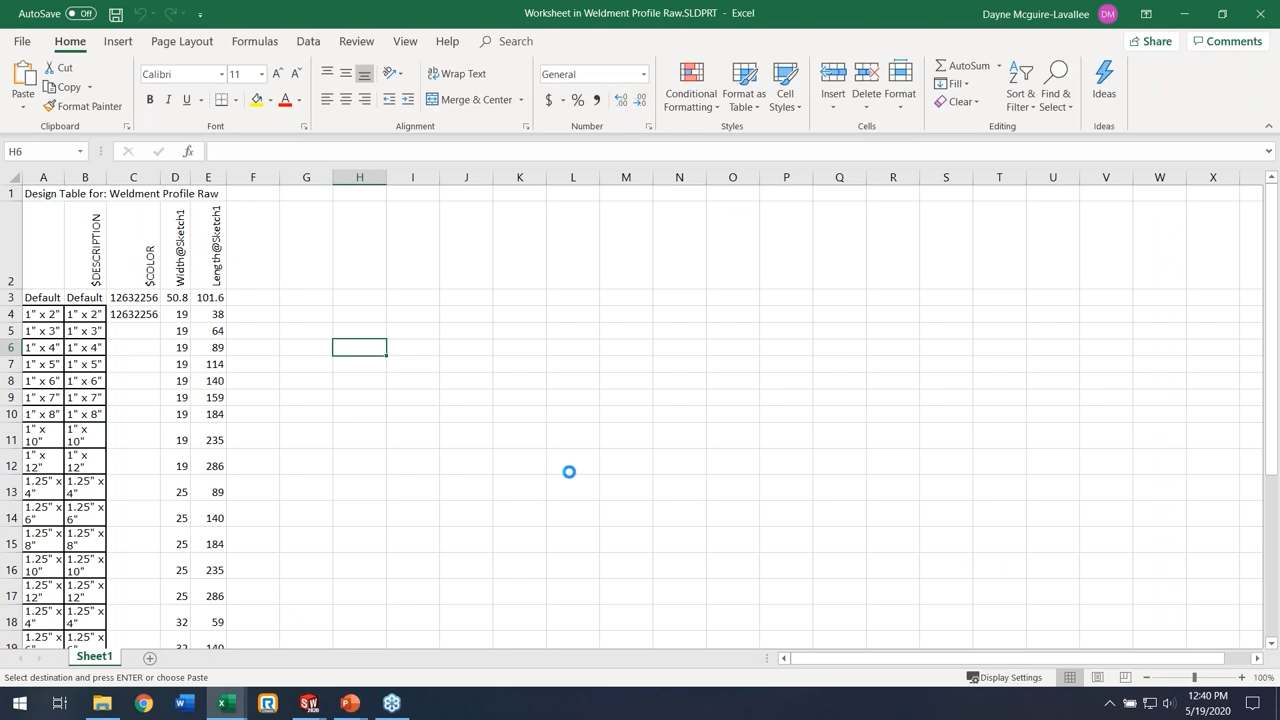 AutoSave Off
Worksheet in Weldment Profile Raw.SLDPRT - Excel
Dayne Mcguire-Lavallee DM
File Home Insert Page Layout Formulas Data Review View Help Search
Share Comments
Paste Cut Copy Format Painter
Calibri 11
B I U
Wrap Text
Merge & Center
General
$ % ,
Conditional Formatting Format as Table Cell Styles
Insert Delete Format
AutoSum Fill Clear
Sort & Filter Find & Select
Ideas
Clipboard Font Alignment Number Styles Cells Editing Ideas
H6 fx
A B C D E F G H I J K L M N O P Q R S T U V W X
1 Design Table for: Weldment Profile Raw
2 $DESCRIPTION $COLOR Width@Sketch1 Length@Sketch1
3 Default Default 12632256 50.8 101.6
4 1" x 2" 1" x 2" 12632256 19 38
5 1" x 3" 1" x 3" 19 64
6 1" x 4" 1" x 4" 19 89
7 1" x 5" 1" x 5" 19 114
8 1" x 6" 1" x 6" 19 140
9 1" x 7" 1" x 7" 19 159
10 1" x 8" 1" x 8" 19 184
11 1" x 10" 1" x 10" 19 235
12 1" x 12" 1" x 12" 19 286
13 1.25" x 4" 1.25" x 4" 25 89
14 1.25" x 6" 1.25" x 6" 25 140
15 1.25" x 8" 1.25" x 8" 25 184
16 1.25" x 10" 1.25" x 10" 25 235
17 1.25" x 12" 1.25" x 12" 25 286
18 1.25" x 4" 1.25" x 4" 32 59
1.25" x 1.25" x
Sheet1
Select destination and press ENTER or choose Paste
Display Settings
100%
12:40 PM
5/19/2020